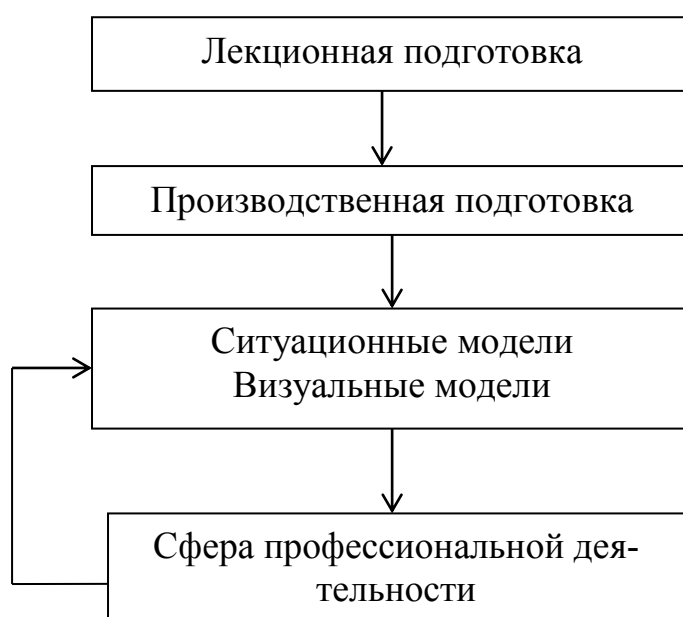 Лекционная подготовка
Производственная подготовка
Ситуационные модели
Визуальные модели
Сфера профессиональной дея-
тельности